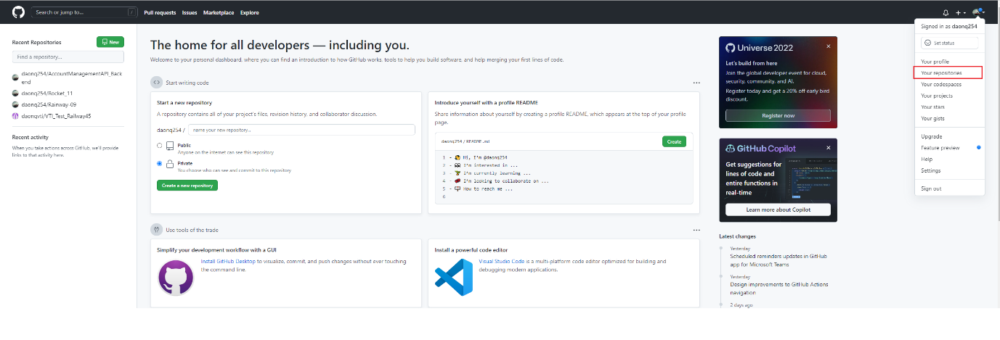 Search or jump to...
/
Pull requests
Issues
Marketplace
Explore
Recent Repositories
New
Find a repository...
daonq254/AccountManagementAPI_Back
end
daonq254/Rocket_11
daonq254/Rainway-09
daonqvti/VTI_Test_Railway45
Recent activity
When you take actions across GitHub, we'll provide
links to that activity here.
The home for all developers — including you.
Welcome to your personal dashboard, where you can find an introduction to how GitHub works, tools to help you build software, and help merging your first lines of code.
Start writing code
Start a new repository
A repository contains all of your project's files, revision history, and collaborator discussion.
daonq254 /
name your new repository...
Public
Anyone on the internet can see this repository
Private
You choose who can see and commit to this repository
Create a new repository
Introduce yourself with a profile README
Share information about yourself by creating a profile README, which appears at the top of your profile
page.
daonq254 / README.md
Create
1 - 👋 Hi, I'm @daonq254
2 - 👀 I'm interested in ...
3 - 🌱 I'm currently learning ...
4 - 💞️ I'm looking to collaborate on ...
5 - 📫 How to reach me ...
6
Use tools of the trade
Simplify your development workflow with a GUI
Install GitHub Desktop to visualize, commit, and push changes without ever touching
the command line.
Install a powerful code editor
Visual Studio Code is a multi-platform code editor optimized for building and
debugging modern applications.
Universe 2022
Let's build from here
Join the global developer event for cloud,
security, community, and AI.
Register today and get a 20% off early bird
discount.
Register now
GitHub Copilot
Get suggestions for
lines of code and
entire functions in
real-time
Learn more about Copilot
Latest changes
Yesterday
Scheduled reminders updates in GitHub
app for Microsoft Teams
Yesterday
Design improvements to GitHub Actions
navigation
2 days ago
Signed in as daonq254
Set status
Your profile
Your repositories
Your codespaces
Your projects
Your stars
Your gists
Upgrade
Feature preview
Help
Settings
Sign out